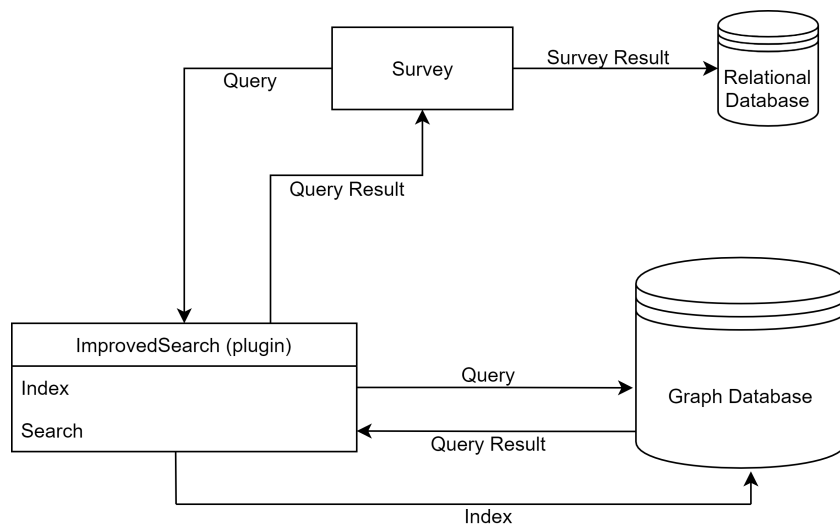 Survey
Survey Result
Relational
Database
Query
Query Result
ImprovedSearch (plugin)
Index
Search
Query
Query Result
Graph Database
Index